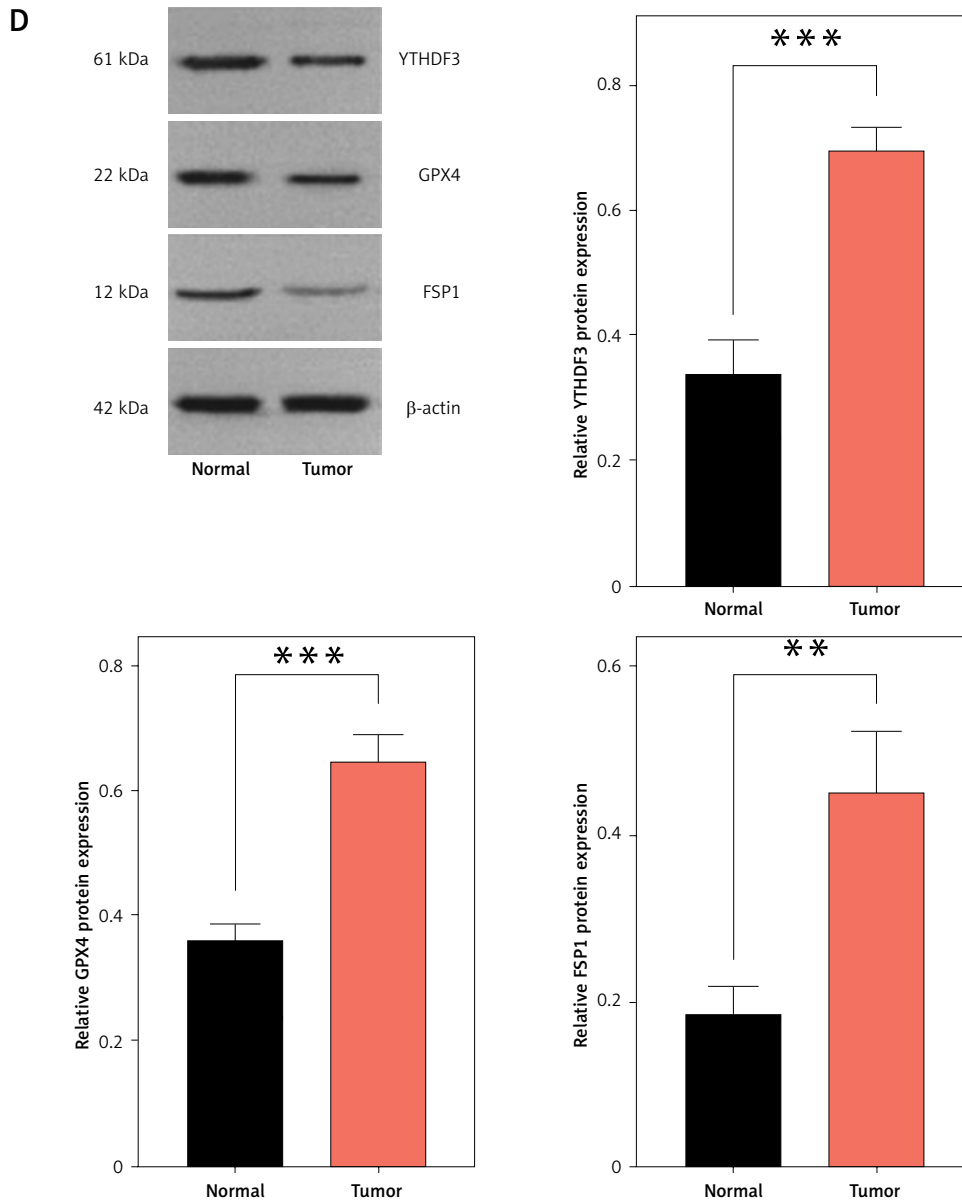 D
61 kDa YTHDF3
22 kDa GPX4
12 kDa FSP1
42 kDa β-actin
Normal Tumor
***
Relative YTHDF3 protein expression
0.8
0.6
0.4
0.2
0
Normal Tumor
***
Relative GPX4 protein expression
0.8
0.6
0.4
0.2
0
Normal Tumor
**
Relative FSP1 protein expression
0.6
0.4
0.2
0
Normal Tumor